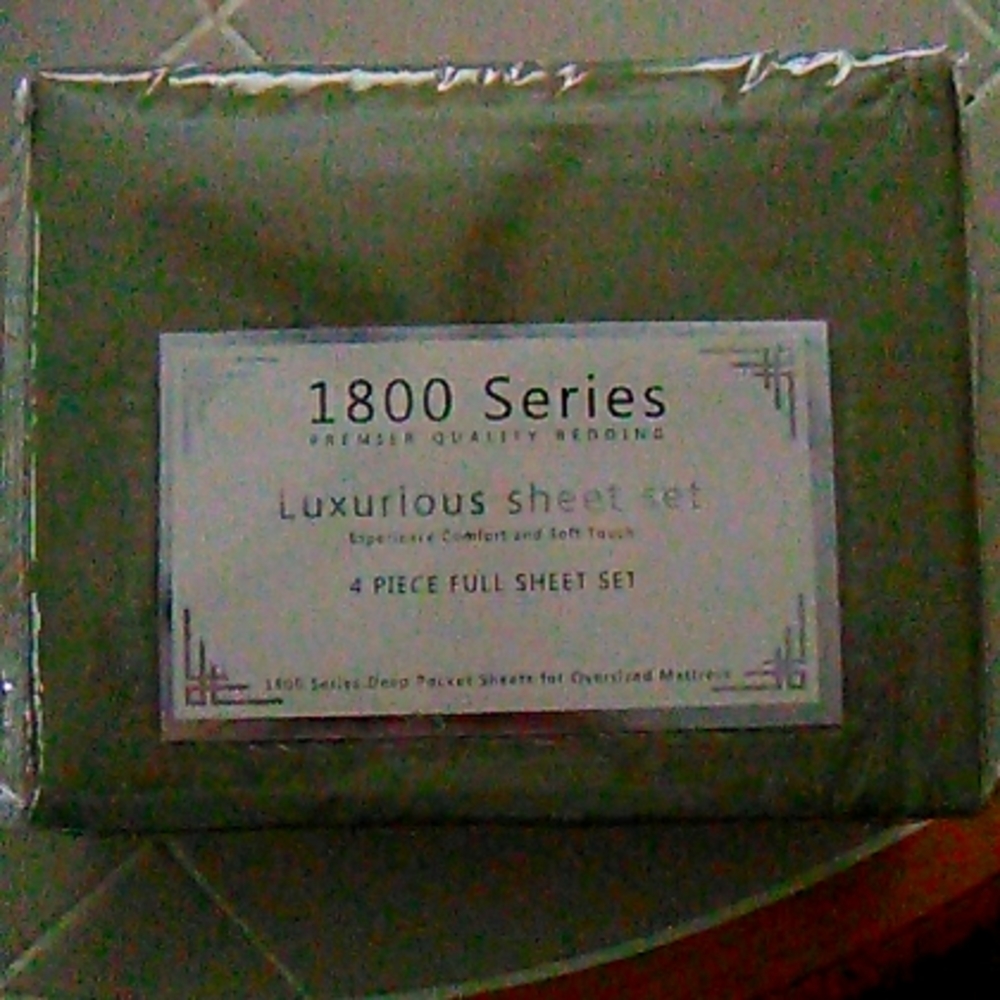 1800 Series
PREMIER QUALITY BEDDING
Luxurious sheet set
Experience Comfort and Soft Touch
4 PIECE FULL SHEET SET
1800 Series Deep Pocket Sheets for Oversized Mattress